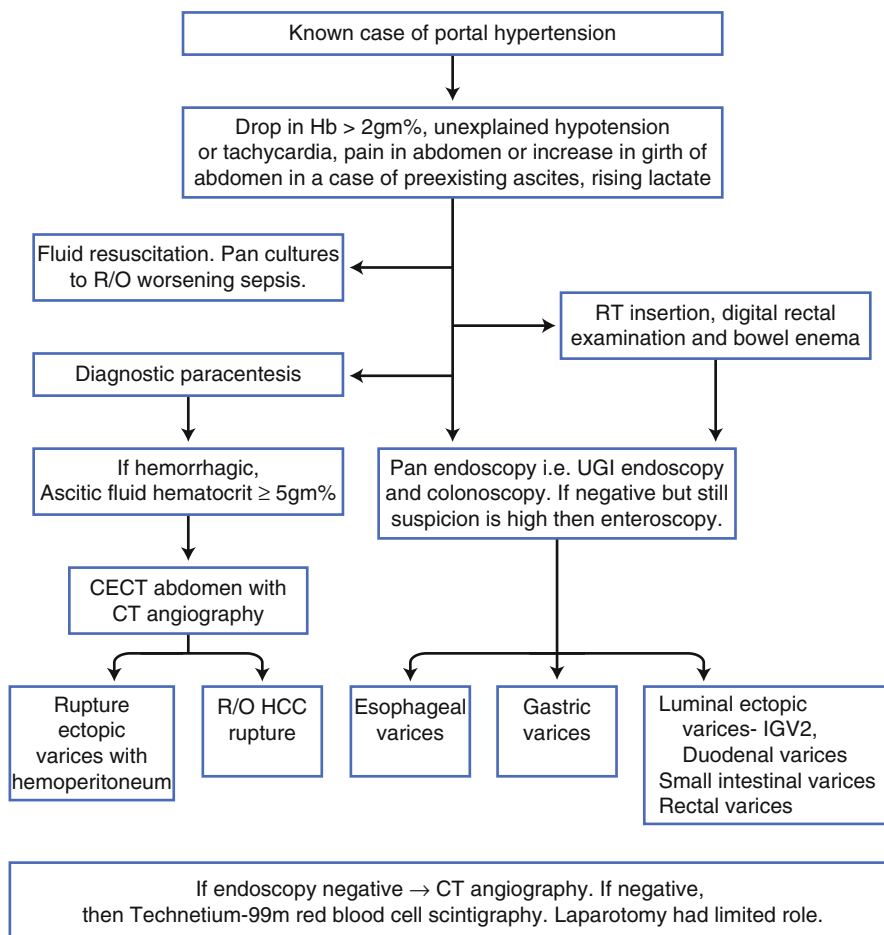 Known case of portal hypertension
Drop in Hb > 2gm%, unexplained hypotension
or tachycardia, pain in abdomen or increase in girth of
abdomen in a case of preexisting ascites, rising lactate
Fluid resuscitation. Pan cultures
to R/O worsening sepsis.
RT insertion, digital rectal
examination and bowel enema
Diagnostic paracentesis
If hemorrhagic,
Ascitic fluid hematocrit ≥ 5gm%
Pan endoscopy i.e. UGI endoscopy
and colonoscopy. If negative but still
suspicion is high then enteroscopy.
CECT abdomen with
CT angiography
Rupture
ectopic
varices with
hemoperitoneum
R/O HCC
rupture
Esophageal
varices
Gastric
varices
Luminal ectopic
varices- IGV2,
Duodenal varices
Small intestinal varices
Rectal varices
If endoscopy negative → CT angiography. If negative,
then Technetium-99m red blood cell scintigraphy. Laparotomy had limited role.